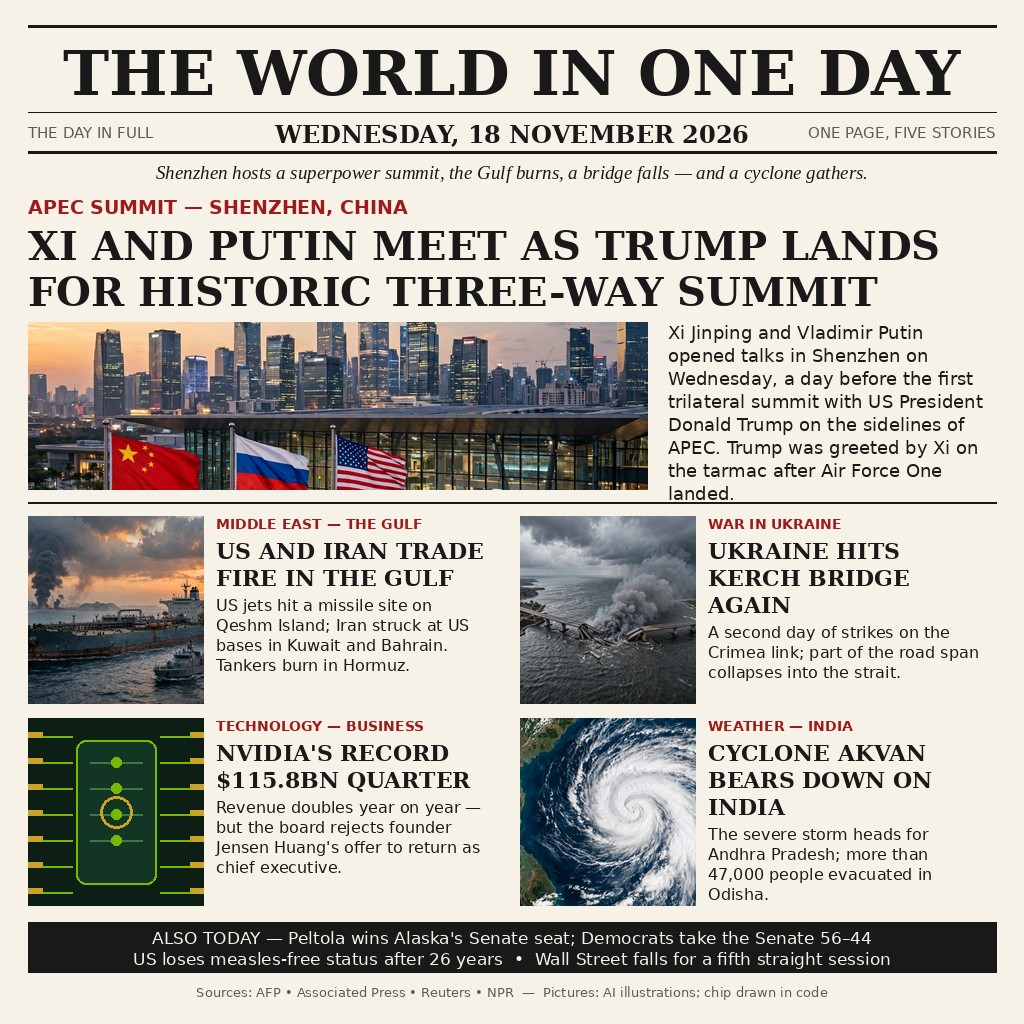 THE WORLD IN ONE DAY
THE DAY IN FULL
WEDNESDAY, 18 NOVEMBER 2026
ONE PAGE, FIVE STORIES
Shenzhen hosts a superpower summit, the Gulf burns, a bridge falls — and a cyclone gathers.
APEC SUMMIT — SHENZHEN, CHINA
XI AND PUTIN MEET AS TRUMP LANDS
FOR HISTORIC THREE-WAY SUMMIT
Xi Jinping and Vladimir Putin
opened talks in Shenzhen on
Wednesday, a day before the first
trilateral summit with US President
Donald Trump on the sidelines of
APEC. Trump was greeted by Xi on
the tarmac after Air Force One
landed.
MIDDLE EAST — THE GULF
US AND IRAN TRADE
FIRE IN THE GULF
US jets hit a missile site on
Qeshm Island; Iran struck at US
bases in Kuwait and Bahrain.
Tankers burn in Hormuz.
WAR IN UKRAINE
UKRAINE HITS
KERCH BRIDGE
AGAIN
A second day of strikes on the
Crimea link; part of the road span
collapses into the strait.
TECHNOLOGY — BUSINESS
NVIDIA'S RECORD
$115.8BN QUARTER
Revenue doubles year on year —
but the board rejects founder
Jensen Huang's offer to return as
chief executive.
WEATHER — INDIA
CYCLONE AKVAN
BEARS DOWN ON
INDIA
The severe storm heads for
Andhra Pradesh; more than
47,000 people evacuated in
Odisha.
ALSO TODAY — Peltola wins Alaska's Senate seat; Democrats take the Senate 56–44
US loses measles-free status after 26 years • Wall Street falls for a fifth straight session
Sources: AFP • Associated Press • Reuters • NPR — Pictures: AI illustrations; chip drawn in code